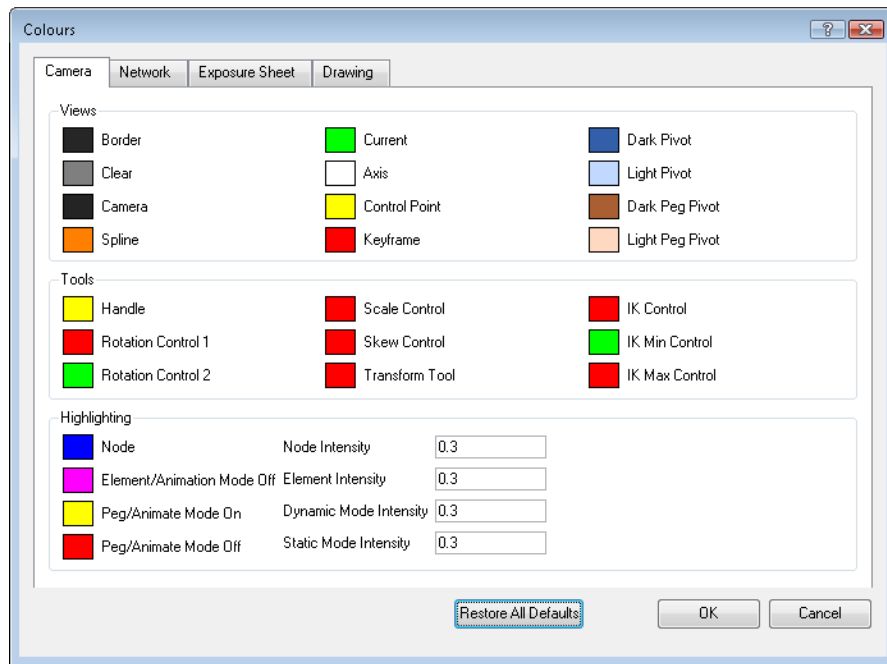 Colours
Camera Network Exposure Sheet Drawing
Views
Border Current Dark Pivot
Clear Axis Light Pivot
Camera Control Point Dark Peg Pivot
Spline Keyframe Light Peg Pivot
Tools
Handle Scale Control IK Control
Rotation Control 1 Skew Control IK Min Control
Rotation Control 2 Transform Tool IK Max Control
Highlighting
Node Node Intensity 0.3
Element/Animation Mode Off Element Intensity 0.3
Peg/Animate Mode On Dynamic Mode Intensity 0.3
Peg/Animate Mode Off Static Mode Intensity 0.3
Restore All Defaults OK Cancel